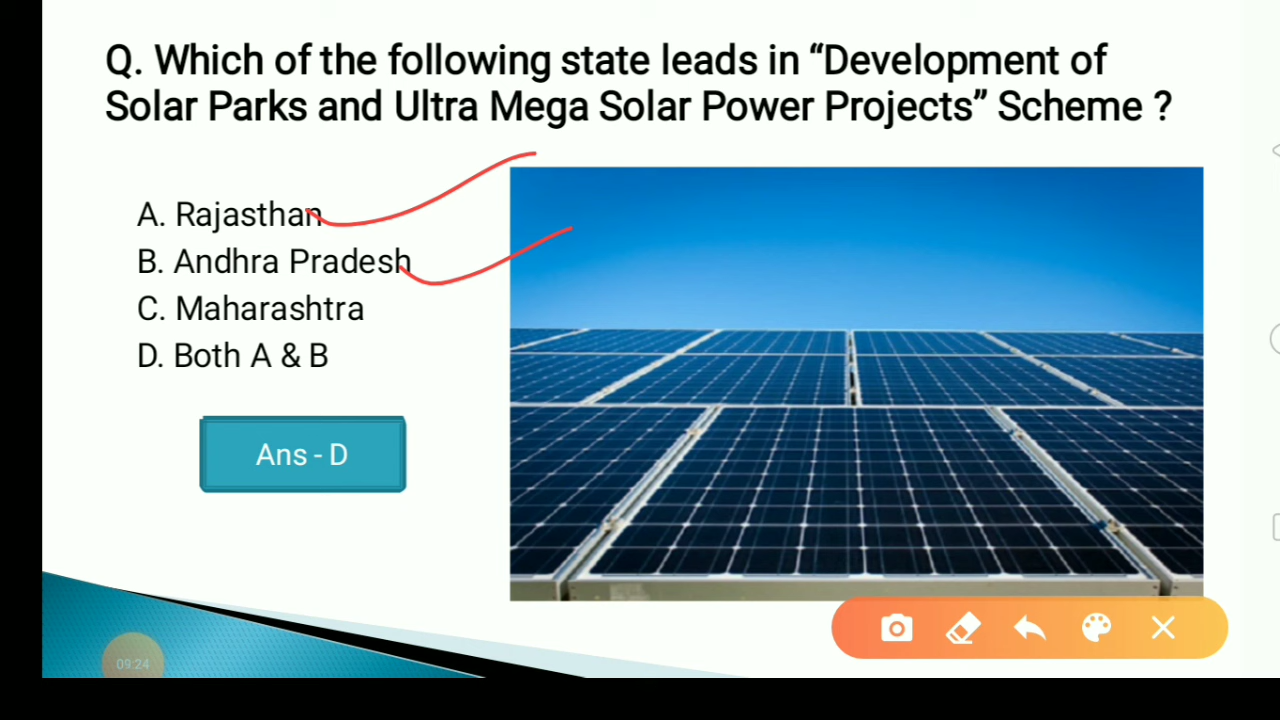 Q. Which of the following state leads in “Development of
Solar Parks and Ultra Mega Solar Power Projects” Scheme ?
A. Rajasthan
B. Andhra Pradesh
C. Maharashtra
D. Both A & B
Ans - D
09:24